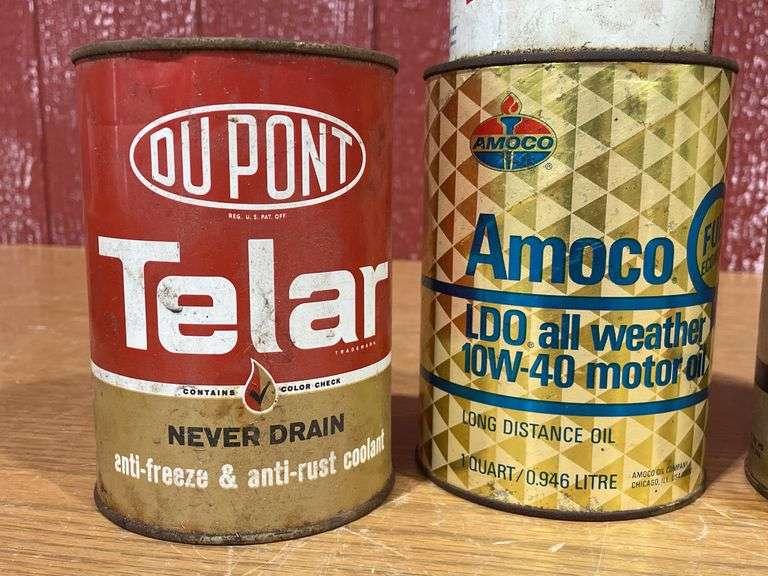 DU PONT
REG. U.S. PAT. OFF.
Telar
TRADEMARK
CONTAINS COLOR CHECK
NEVER DRAIN
anti-freeze & anti-rust coolant
AMOCO
®
Amoco®
LDO® all weather
10W-40 motor oil
LONG DISTANCE OIL
1 QUART/0.946 LITRE
AMOCO OIL COMPANY
CHICAGO, ILL. USA